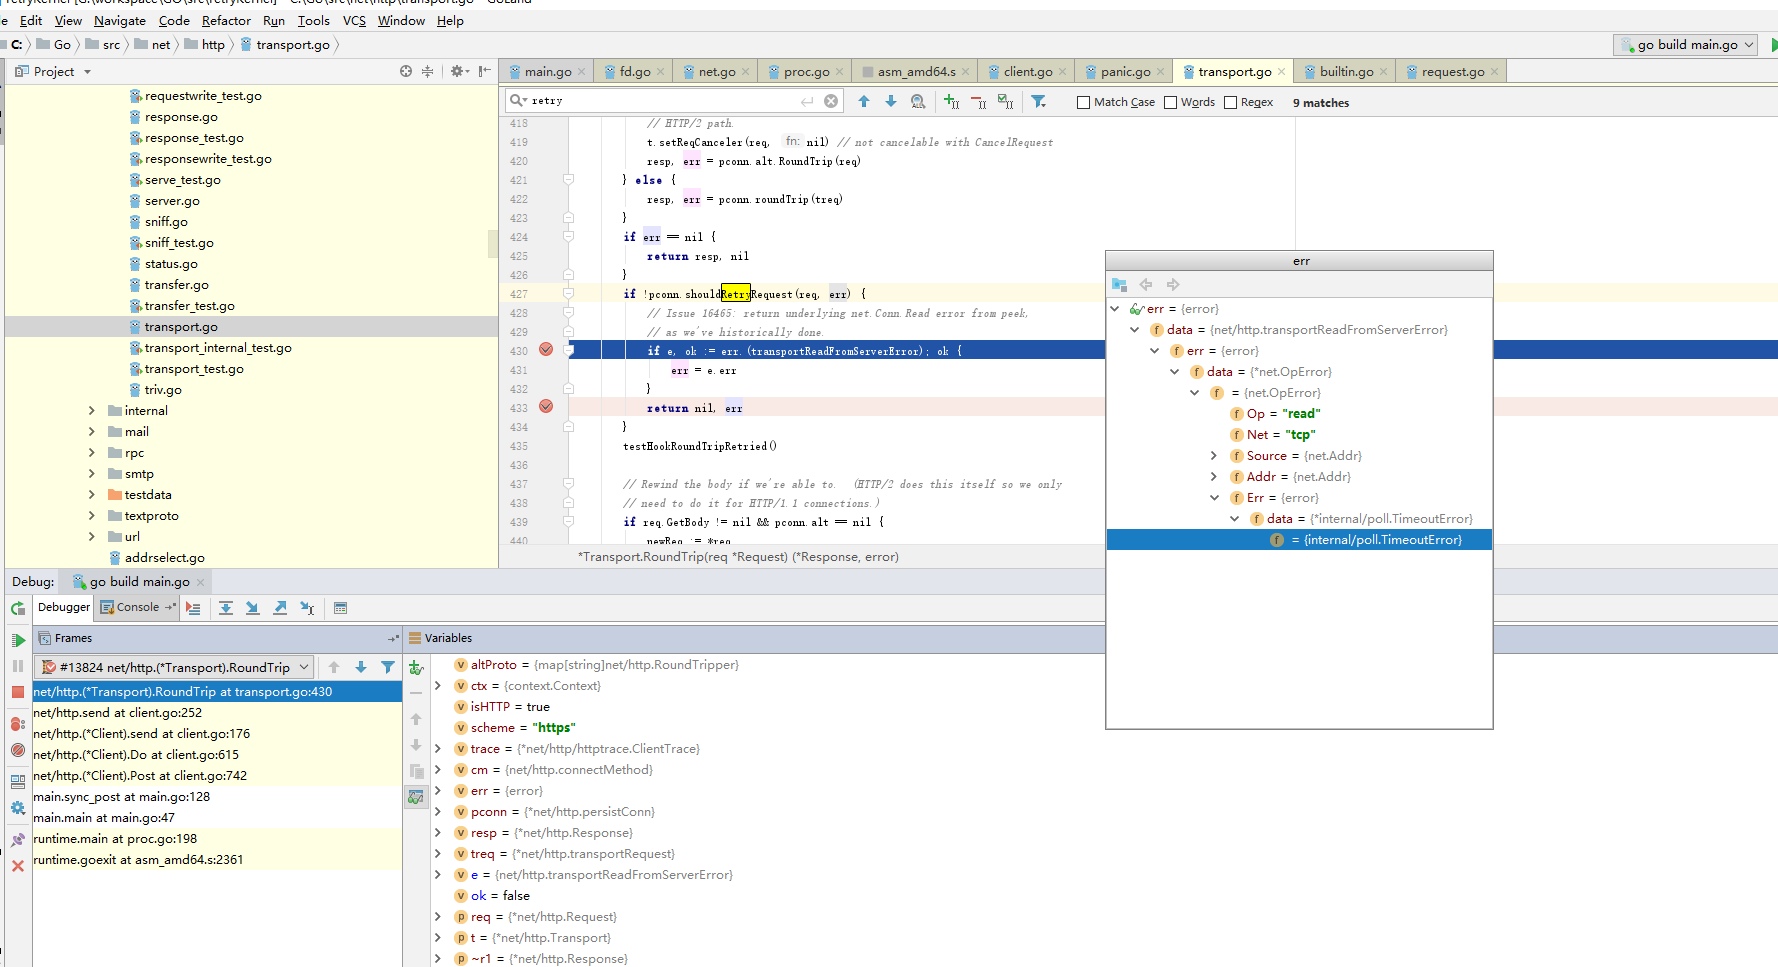 retryKernel [G:\workspace\GO\src\retryKernel] - C:\Go\src\net\http\transport.go - GoLand
Edit View Navigate Code Refactor Run Tools VCS Window Help
C: Go src net http transport.go
go build main.go
Project
main.go fd.go net.go proc.go asm_amd64.s client.go panic.go transport.go builtin.go request.go
retry
Match Case Words Regex 9 matches
requestwrite_test.go
response.go
response_test.go
responsewrite_test.go
serve_test.go
server.go
sniff.go
sniff_test.go
status.go
transfer.go
transfer_test.go
transport.go
transport_internal_test.go
transport_test.go
triv.go
internal
mail
rpc
smtp
testdata
textproto
url
addrselect.go
418 // HTTP/2 path.
419 t.setReqCanceler(req, fn: nil) // not cancelable with CancelRequest
420 resp, err = pconn.alt.RoundTrip(req)
421 } else {
422 resp, err = pconn.roundTrip(treq)
423 }
424 if err == nil {
425 return resp, nil
426 }
427 if !pconn.shouldRetryRequest(req, err) {
428 // Issue 16465: return underlying net.Conn.Read error from peek,
429 // as we've historically done.
430 if e, ok := err.(transportReadFromServerError); ok {
431 err = e.err
432 }
433 return nil, err
434 }
435 testHookRoundTripRetried()
436
437 // Rewind the body if we're able to. (HTTP/2 does this itself so we only
438 // need to do it for HTTP/1.1 connections.)
439 if req.GetBody != nil && pconn.alt == nil {
440 newReq := *req
*Transport.RoundTrip(req *Request) (*Response, error)
err
err = {error}
data = {net/http.transportReadFromServerError}
err = {error}
data = {*net.OpError}
= {net.OpError}
Op = "read"
Net = "tcp"
Source = {net.Addr}
Addr = {net.Addr}
Err = {error}
data = {*internal/poll.TimeoutError}
= {internal/poll.TimeoutError}
Debug: go build main.go
Debugger Console
Frames
#13824 net/http.(*Transport).RoundTrip
net/http.(*Transport).RoundTrip at transport.go:430
net/http.send at client.go:252
net/http.(*Client).send at client.go:176
net/http.(*Client).Do at client.go:615
net/http.(*Client).Post at client.go:742
main.sync_post at main.go:128
main.main at main.go:47
runtime.main at proc.go:198
runtime.goexit at asm_amd64.s:2361
Variables
altProto = {map[string]net/http.RoundTripper}
ctx = {context.Context}
isHTTP = true
scheme = "https"
trace = {*net/http/httptrace.ClientTrace}
cm = {net/http.connectMethod}
err = {error}
pconn = {*net/http.persistConn}
resp = {*net/http.Response}
treq = {*net/http.transportRequest}
e = {net/http.transportReadFromServerError}
ok = false
req = {*net/http.Request}
t = {*net/http.Transport}
~r1 = {*net/http.Response}